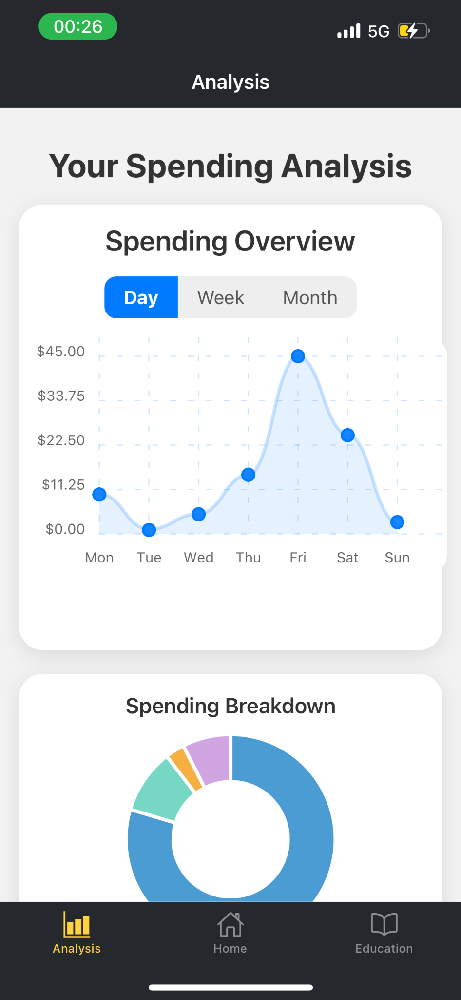 00:26
5G
Analysis
Your Spending Analysis
Spending Overview
Day Week Month
$45.00
$33.75
$22.50
$11.25
$0.00
Mon Tue Wed Thu Fri Sat Sun
Spending Breakdown
Analysis Home Education